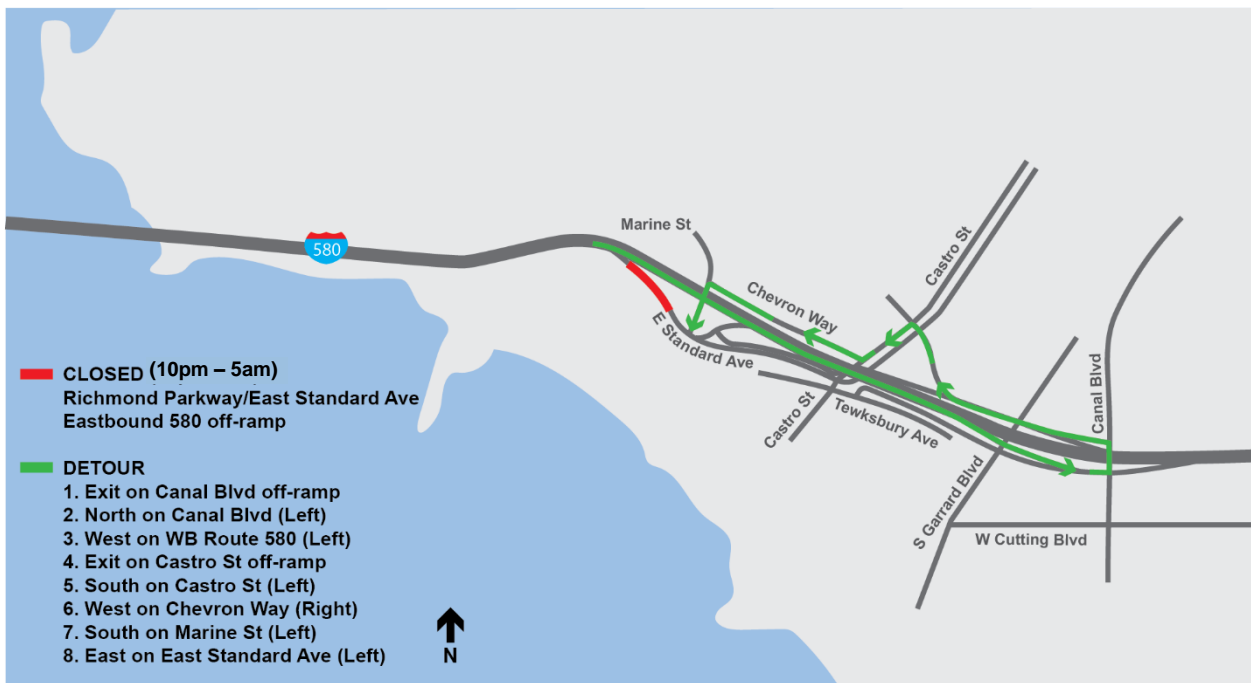 580
Marine St
Chevron Way
Castro St
E Standard Ave
Castro St
Tewksbury Ave
Canal Blvd
S Garrard Blvd
W Cutting Blvd
CLOSED (10pm – 5am)
Richmond Parkway/East Standard Ave
Eastbound 580 off-ramp
DETOUR
1. Exit on Canal Blvd off-ramp
2. North on Canal Blvd (Left)
3. West on WB Route 580 (Left)
4. Exit on Castro St off-ramp
5. South on Castro St (Left)
6. West on Chevron Way (Right)
7. South on Marine St (Left)
8. East on East Standard Ave (Left)
N